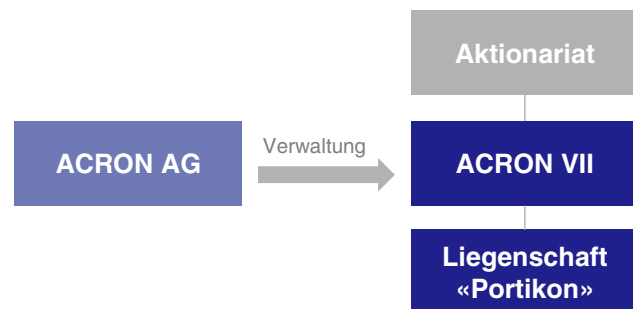 Aktionariat
ACRON AG
Verwaltung
ACRON VII
Liegenschaft
«Portikon»